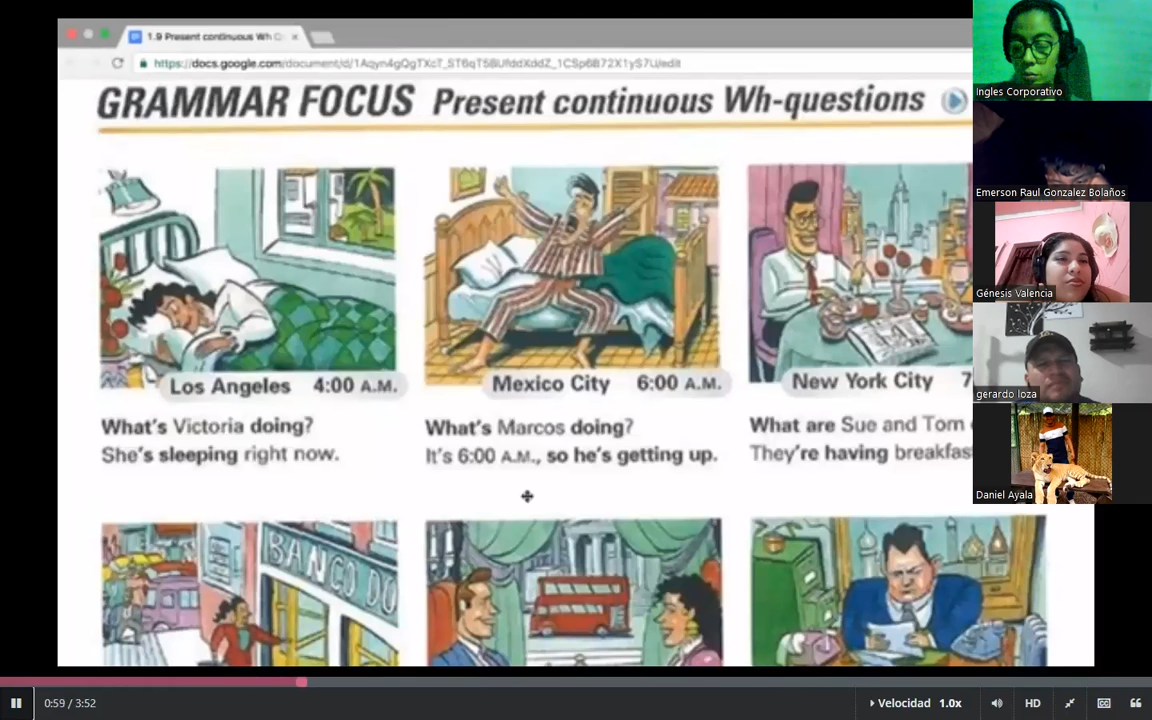 1.9 Present continuous Wh
https://docs.google.com/document/d/
GRAMMAR FOCUS Present continuous Wh-questions
Ingles Corporativo
Emerson Raul Gonzalez Bolaños
Génesis Valencia
gerardo loza
Daniel Ayala
Los Angeles 4:00 A.M.
Mexico City 6:00 A.M.
New York City 7
What's Victoria doing?
She's sleeping right now.
What's Marcos doing?
It's 6:00 A.M., so he's getting up.
What are Sue and Tom
They're having breakfas
BANCO DO
0:59 / 3:52
Velocidad 1.0x
HD
CC